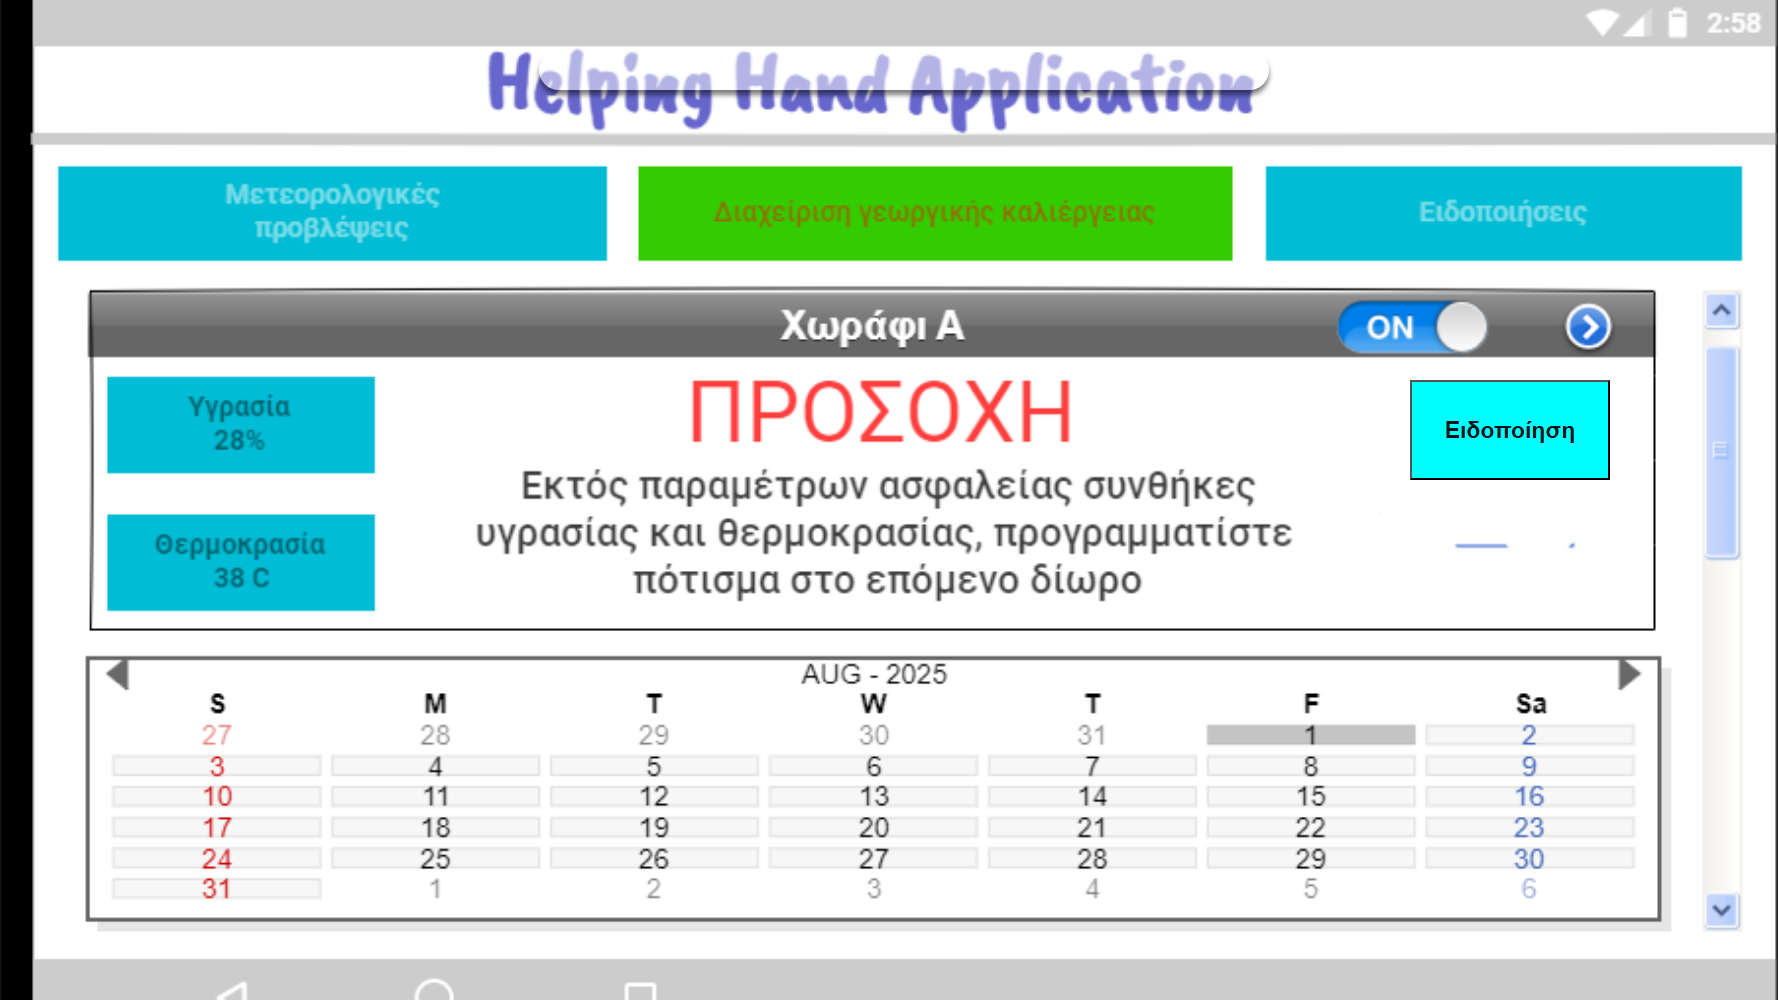 2:58
Helping Hand Application
Μετεορολογικές
προβλέψεις
Διαχείριση γεωργικής καλιέργειας
Ειδοποιήσεις
Χωράφι Α
ON
Υγρασία
28%
ΠΡΟΣΟΧΗ
Ειδοποίηση
Εκτός παραμέτρων ασφαλείας συνθήκες
υγρασίας και θερμοκρασίας, προγραμματίστε
πότισμα στο επόμενο δίωρο
Θερμοκρασία
38 C
AUG - 2025
S M T W T F Sa
27 28 29 30 31 1 2
3 4 5 6 7 8 9
10 11 12 13 14 15 16
17 18 19 20 21 22 23
24 25 26 27 28 29 30
31 1 2 3 4 5 6